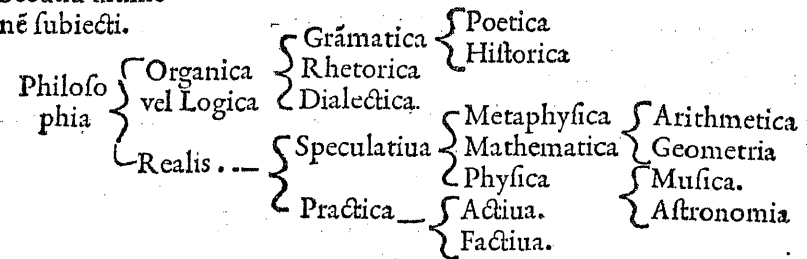 nē ſubiecti.
Philoſo
phia
Organica
vel Logica
Grāmatica
Rhetorica
Dialectica.
Poetica
Hiſtorica
Realis . . _
Speculatiua
Metaphyſica
Mathematica
Phyſica
Arithmetica
Geometria
Muſica.
Aſtronomia
Practica _
Actiua.
Factiua.